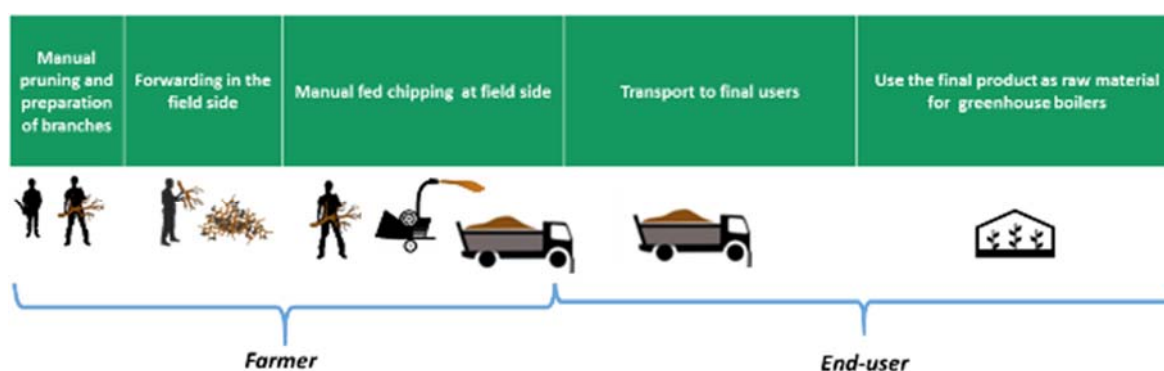 Manual
pruning and
preparation
of branches
Forwarding in the
field side
Manual fed chipping at field side
Transport to final users
Use the final product as raw material
for greenhouse boilers
Farmer
End-user